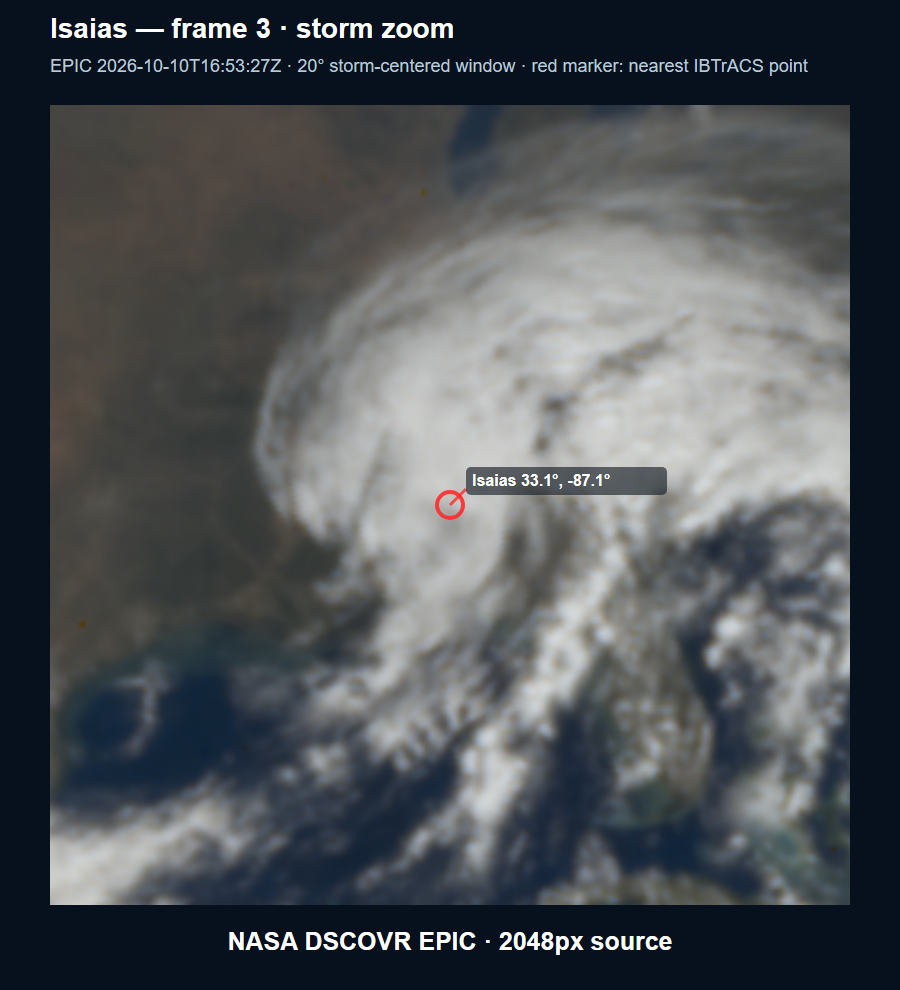 Isaias — frame 3 · storm zoom
EPIC 2026-10-10T16:53:27Z · 20° storm-centered window · red marker: nearest IBTrACS point
Isaias 33.1°, -87.1°
NASA DSCOVR EPIC · 2048px source